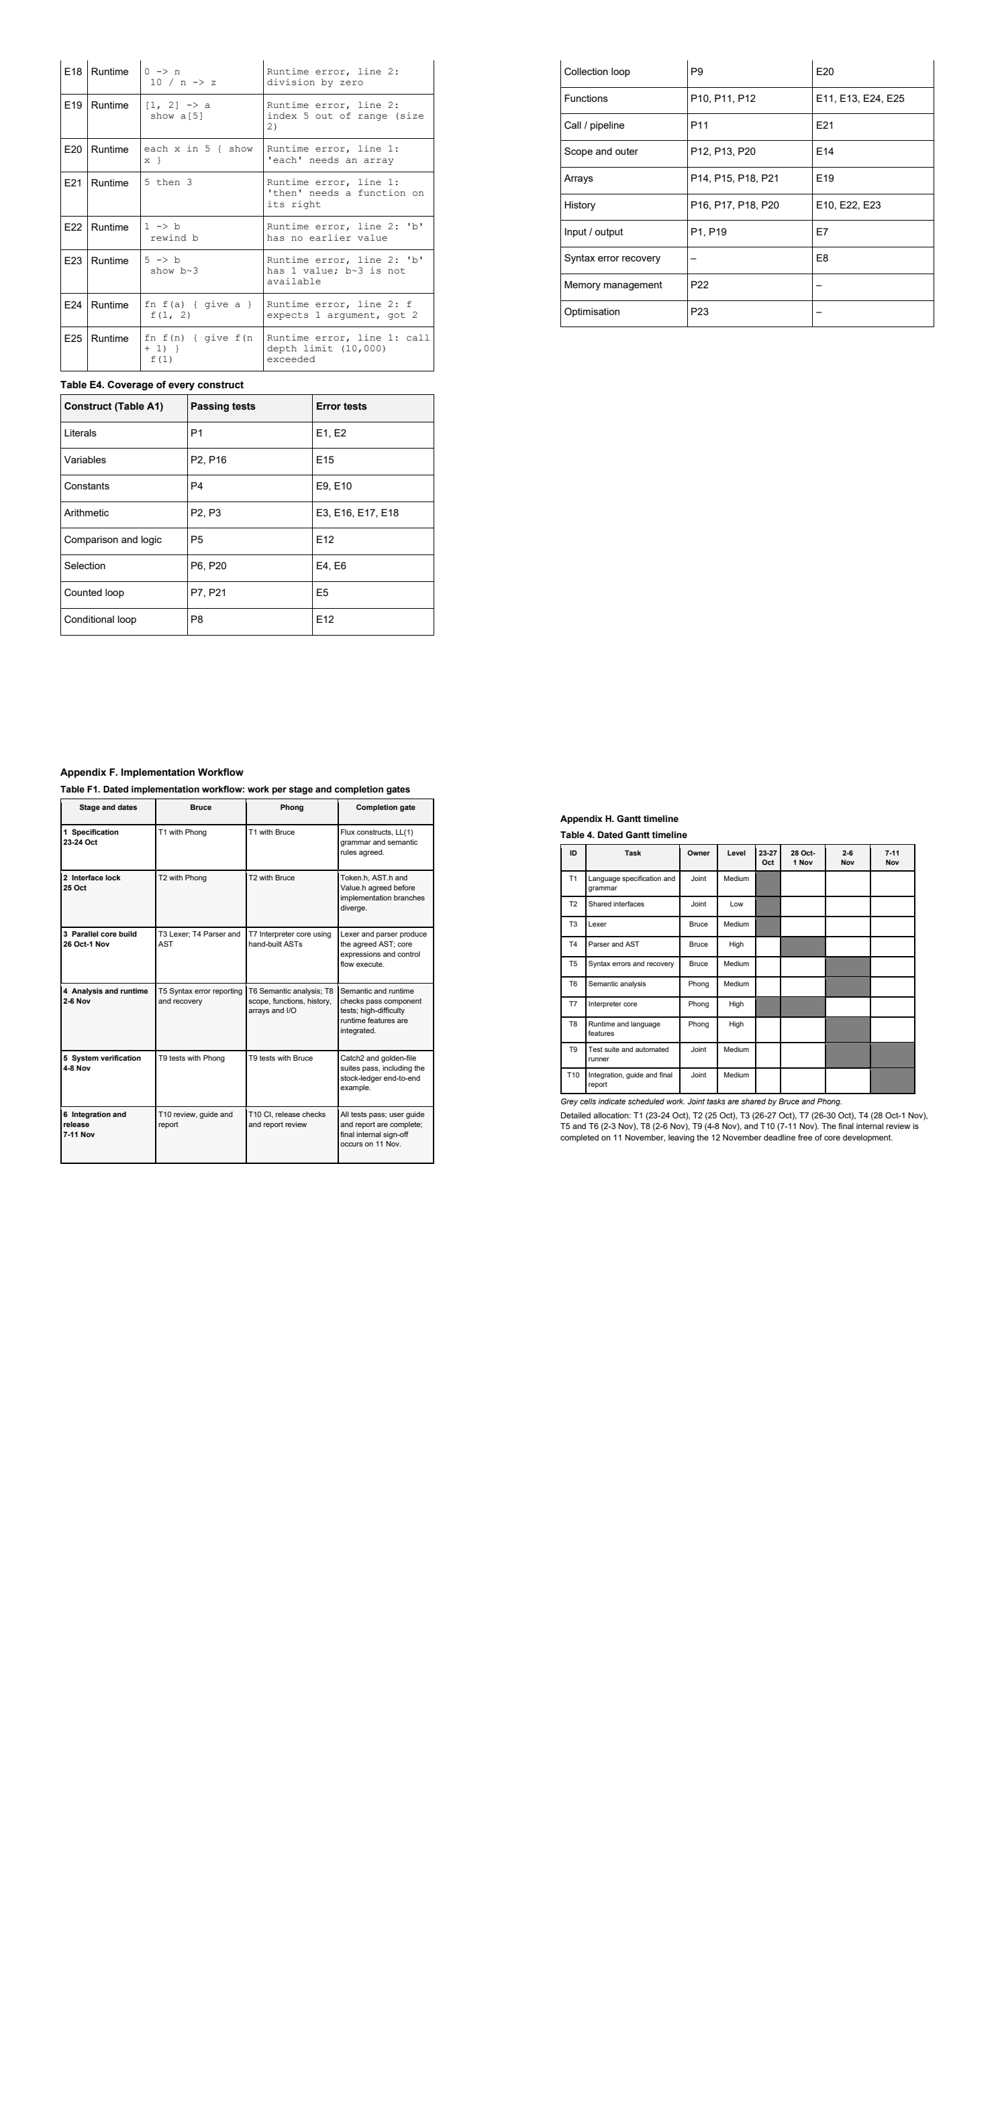 E18 Runtime 0 -> n Runtime error, line 2:
10 / n -> z division by zero
E19 Runtime [1, 2] -> a Runtime error, line 2:
show a[5] index 5 out of range (size
2)
E20 Runtime each x in 5 { show Runtime error, line 1:
x } 'each' needs an array
E21 Runtime 5 then 3 Runtime error, line 1:
'then' needs a function on
its right
E22 Runtime 1 -> b Runtime error, line 2: 'b'
rewind b has no earlier value
E23 Runtime 5 -> b Runtime error, line 2: 'b'
show b~3 has 1 value; b~3 is not
available
E24 Runtime fn f(a) { give a } Runtime error, line 2: f
f(1, 2) expects 1 argument, got 2
E25 Runtime fn f(n) { give f(n Runtime error, line 1: call
+ 1) } depth limit (10,000)
f(1) exceeded
Table E4. Coverage of every construct
Construct (Table A1) Passing tests Error tests
Literals P1 E1, E2
Variables P2, P16 E15
Constants P4 E9, E10
Arithmetic P2, P3 E3, E16, E17, E18
Comparison and logic P5 E12
Selection P6, P20 E4, E6
Counted loop P7, P21 E5
Conditional loop P8 E12
Collection loop P9 E20
Functions P10, P11, P12 E11, E13, E24, E25
Call / pipeline P11 E21
Scope and outer P12, P13, P20 E14
Arrays P14, P15, P18, P21 E19
History P16, P17, P18, P20 E10, E22, E23
Input / output P1, P19 E7
Syntax error recovery – E8
Memory management P22 –
Optimisation P23 –
Appendix F. Implementation Workflow
Table F1. Dated implementation workflow: work per stage and completion gates
Stage and dates Bruce Phong Completion gate
1 Specification T1 with Phong T1 with Bruce Flux constructs, LL(1)
23-24 Oct grammar and semantic
rules agreed.
2 Interface lock T2 with Phong T2 with Bruce Token.h, AST.h and
25 Oct Value.h agreed before
implementation branches
diverge.
3 Parallel core build T3 Lexer; T4 Parser and T7 Interpreter core using Lexer and parser produce
26 Oct-1 Nov AST hand-built ASTs the agreed AST; core
expressions and control
flow execute.
4 Analysis and runtime T5 Syntax error reporting T6 Semantic analysis; T8 Semantic and runtime
2-6 Nov and recovery scope, functions, history, checks pass component
arrays and I/O tests; high-difficulty
runtime features are
integrated.
5 System verification T9 tests with Phong T9 tests with Bruce Catch2 and golden-file
4-8 Nov suites pass, including the
stock-ledger end-to-end
example.
6 Integration and T10 review, guide and T10 CI, release checks All tests pass; user guide
release report and report review and report are complete;
7-11 Nov final internal sign-off
occurs on 11 Nov.
Appendix H. Gantt timeline
Table 4. Dated Gantt timeline
ID Task Owner Level 23-27 28 Oct- 2-6 7-11
Oct 1 Nov Nov Nov
T1 Language specification and Joint Medium
grammar
T2 Shared interfaces Joint Low
T3 Lexer Bruce Medium
T4 Parser and AST Bruce High
T5 Syntax errors and recovery Bruce Medium
T6 Semantic analysis Phong Medium
T7 Interpreter core Phong High
T8 Runtime and language Phong High
features
T9 Test suite and automated Joint Medium
runner
T10 Integration, guide and final Joint Medium
report
Grey cells indicate scheduled work. Joint tasks are shared by Bruce and Phong.
Detailed allocation: T1 (23-24 Oct), T2 (25 Oct), T3 (26-27 Oct), T7 (26-30 Oct), T4 (28 Oct-1 Nov),
T5 and T6 (2-3 Nov), T8 (2-6 Nov), T9 (4-8 Nov), and T10 (7-11 Nov). The final internal review is
completed on 11 November, leaving the 12 November deadline free of core development.